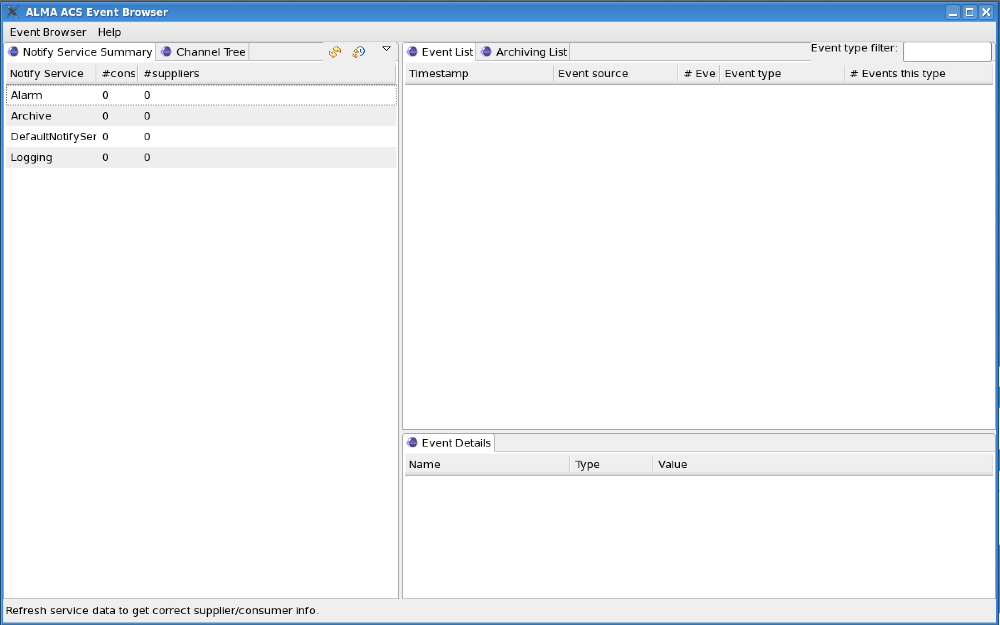 ALMA ACS Event Browser
Event Browser Help
Notify Service Summary Channel Tree
Notify Service #cons #suppliers
Alarm 0 0
Archive 0 0
DefaultNotifySer 0 0
Logging 0 0
Event List Archiving List Event type filter:
Timestamp Event source # Eve Event type # Events this type
Event Details
Name Type Value
Refresh service data to get correct supplier/consumer info.